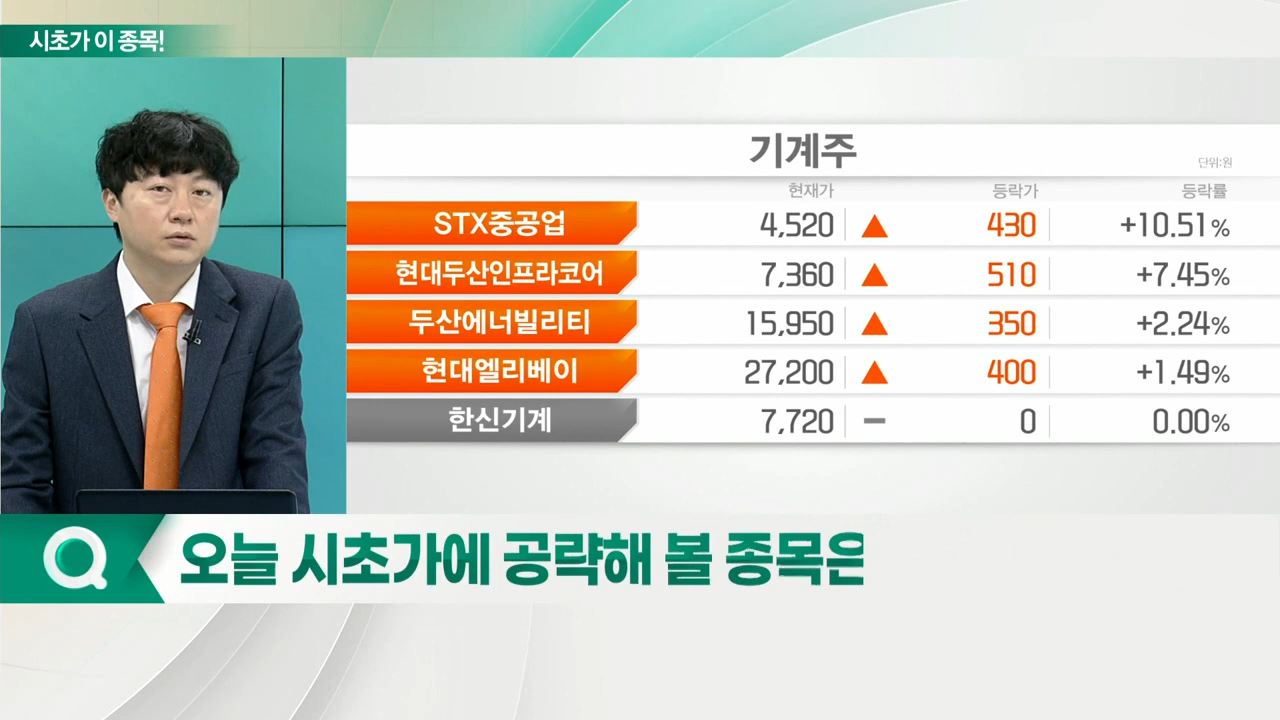 시초가 이 종목!
기계주
단위:원
현재가 등락가 등락률
STX중공업 4,520 ▲ 430 +10.51%
현대두산인프라코어 7,360 ▲ 510 +7.45%
두산에너빌리티 15,950 ▲ 350 +2.24%
현대엘리베이 27,200 ▲ 400 +1.49%
한신기계 7,720 - 0 0.00%
오늘 시초가에 공략해 볼 종목은